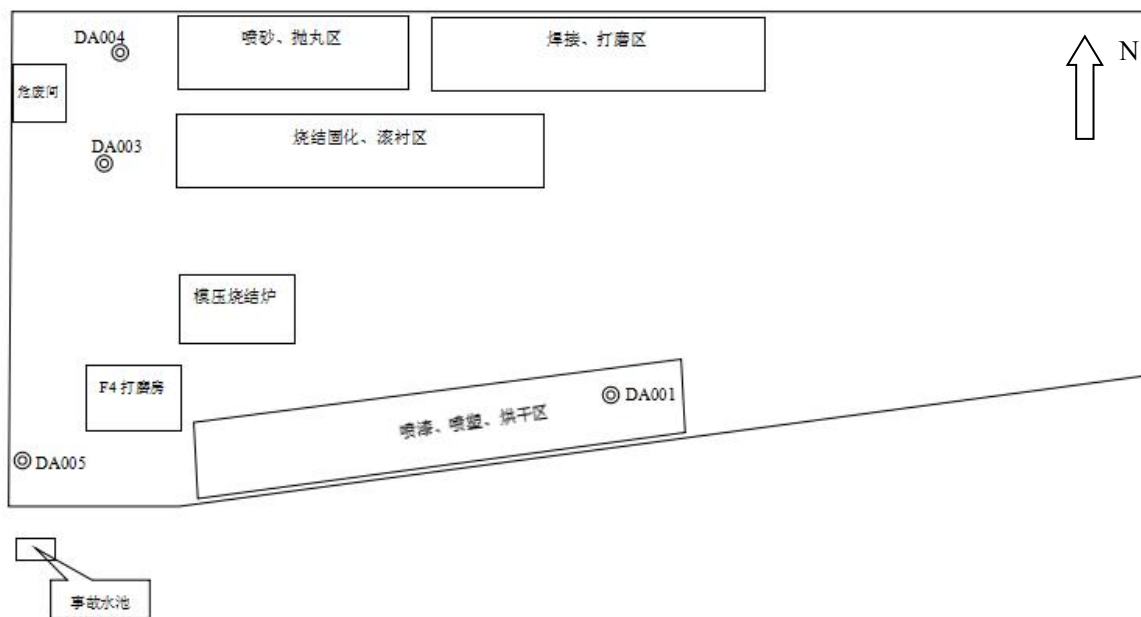 DA004
喷砂、抛丸区
焊接、打磨区
N
危废间
DA003
烧结固化、滚衬区
模压烧结炉
F4 打磨房
DA001
喷漆、喷塑、烘干区
DA005
事故水池